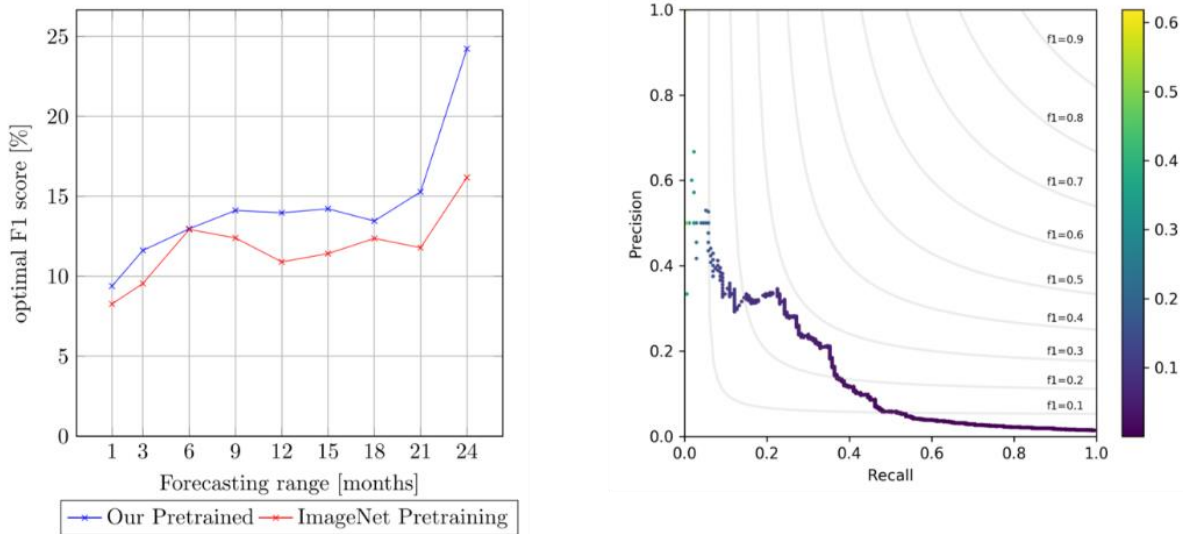 optimal F1 score [%]
25
20
15
10
5
0
1 3 6 9 12 15 18 21 24
Forecasting range [months]
Our Pretrained ImageNet Pretraining
Precision
1.0
0.8
0.6
0.4
0.2
0.0
f1=0.9
f1=0.8
f1=0.7
f1=0.6
f1=0.5
f1=0.4
f1=0.3
f1=0.2
f1=0.1
0.0 0.2 0.4 0.6 0.8 1.0
Recall
0.6
0.5
0.4
0.3
0.2
0.1